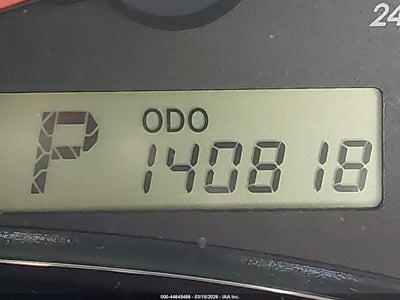 24
ODO
P 140818
000-44645466 - 03/18/2026 - IAA Inc.